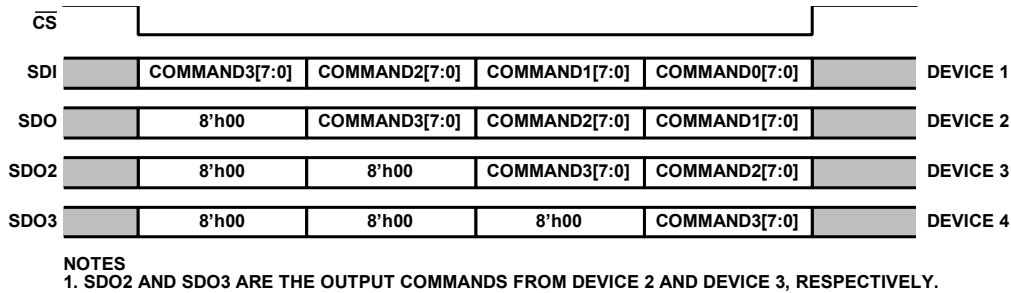 CS
SDI COMMAND3[7:0] COMMAND2[7:0] COMMAND1[7:0] COMMAND0[7:0] DEVICE 1
SDO 8'h00 COMMAND3[7:0] COMMAND2[7:0] COMMAND1[7:0] DEVICE 2
SDO2 8'h00 8'h00 COMMAND3[7:0] COMMAND2[7:0] DEVICE 3
SDO3 8'h00 8'h00 8'h00 COMMAND3[7:0] DEVICE 4
NOTES
1. SDO2 AND SDO3 ARE THE OUTPUT COMMANDS FROM DEVICE 2 AND DEVICE 3, RESPECTIVELY.